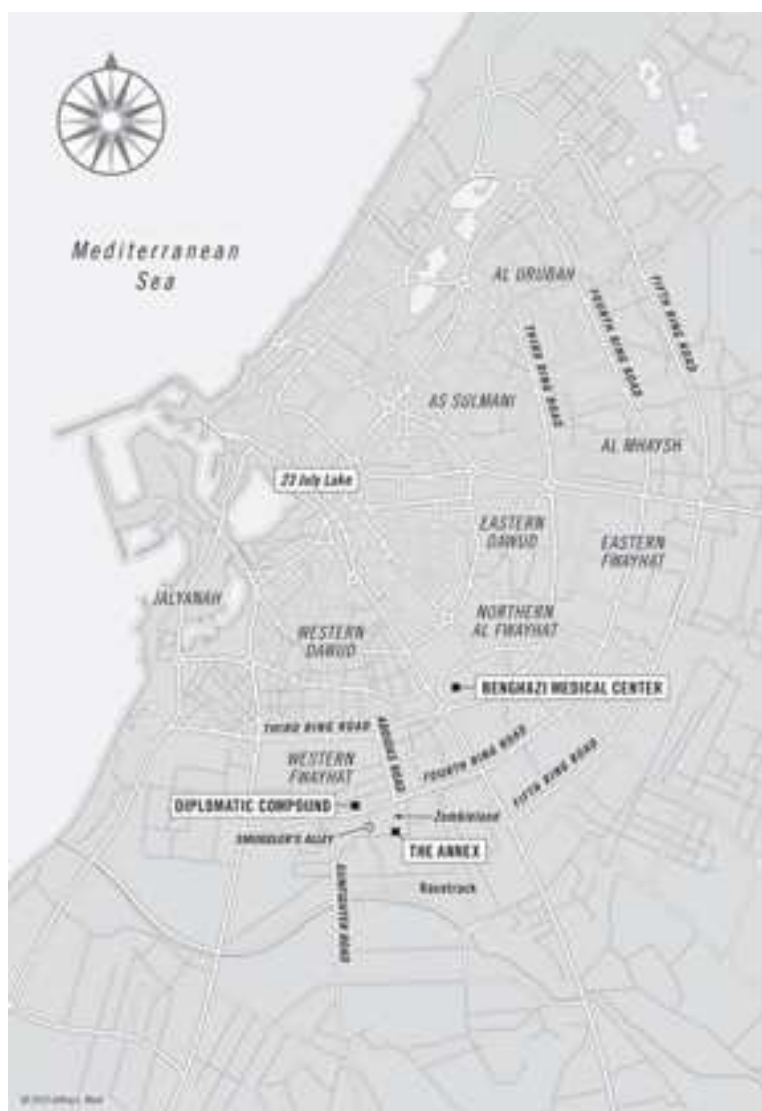 Mediterranean
Sea
AL URUBAH
FIFTH RING ROAD
FOURTH RING ROAD
THIRD RING ROAD
AS SULMANI
AL MHAYSH
23 July Lake
EASTERN
DAWUD
EASTERN
FWAYHAT
JALYANAH
NORTHERN
AL FWAYHAT
WESTERN
DAWUD
BENGHAZI MEDICAL CENTER
THIRD RING ROAD
WESTERN
FWAYHAT
FOURTH RING ROAD
FIFTH RING ROAD
DIPLOMATIC COMPOUND
Zombieland
SMUGGLER'S ALLEY
THE ANNEX
Racetrack
GUNFIGHTER ROAD